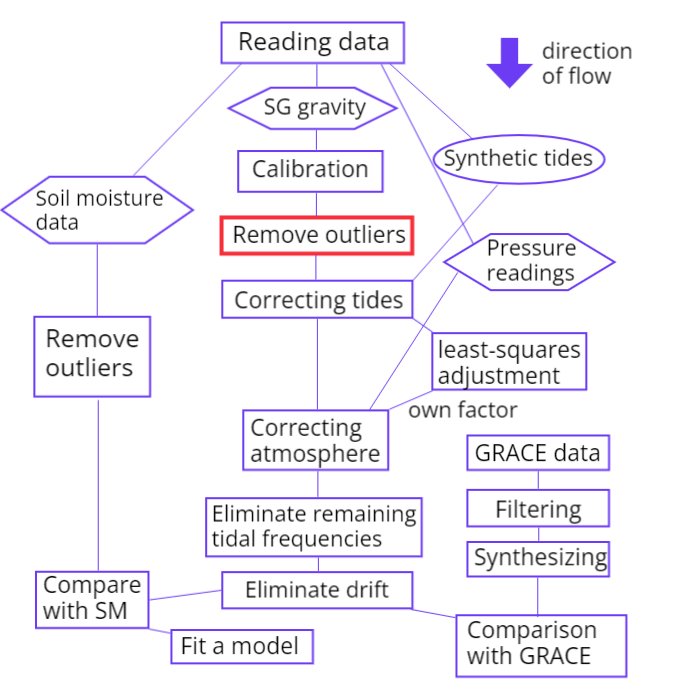 Reading data
direction
of flow
SG gravity
Synthetic tides
Calibration
Soil moisture
data
Remove outliers
Pressure
readings
Correcting tides
Remove
outliers
least-squares
adjustment
own factor
Correcting
atmosphere
GRACE data
Filtering
Eliminate remaining
tidal frequencies
Synthesizing
Compare
with SM
Eliminate drift
Fit a model
Comparison
with GRACE